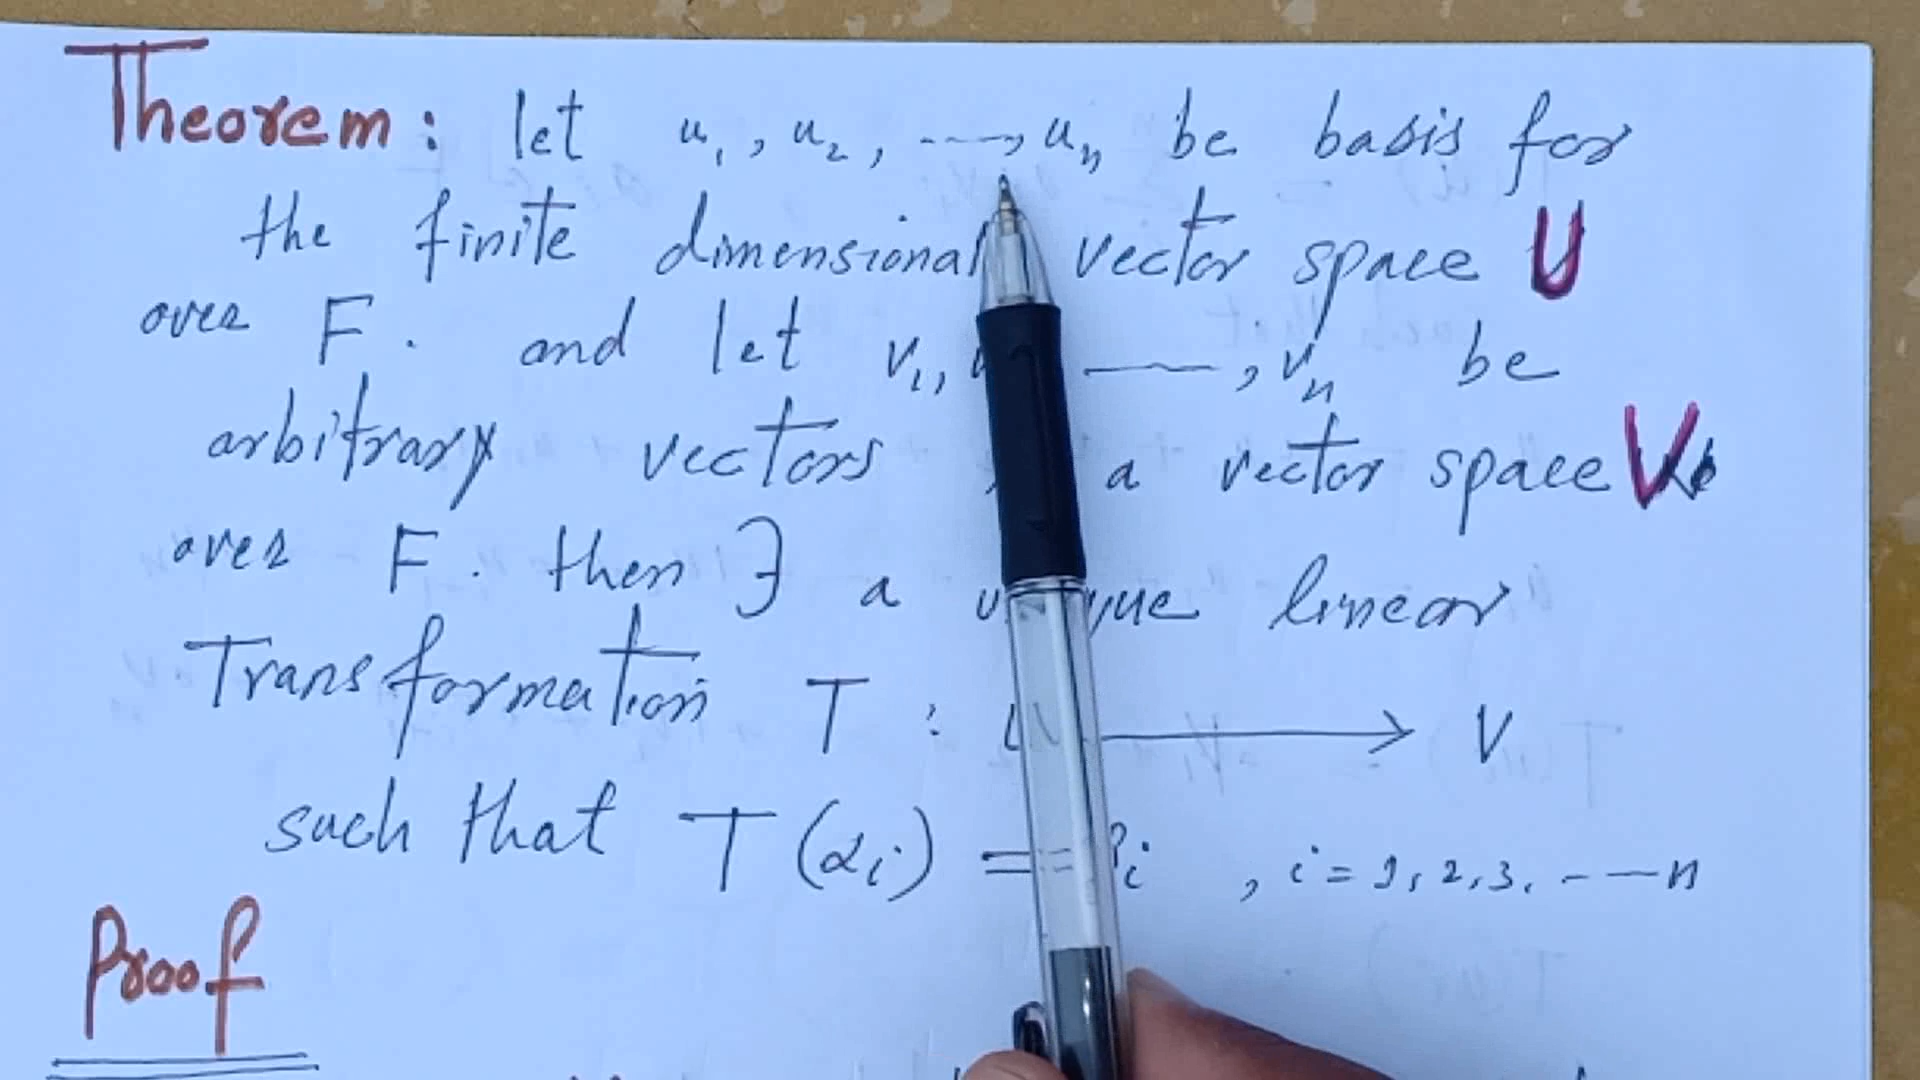 Theorem: let u₁, u₂, ----, uₙ be basis for
the finite dimensional vector space U
over F. and let v₁, ——, vₙ be
arbitrary vectors a vector space V
over F. then ∃ a linear
Transformation T : ⟶ V
such that T(αi) = i , i = 1, 2, 3, - - — n
Proof